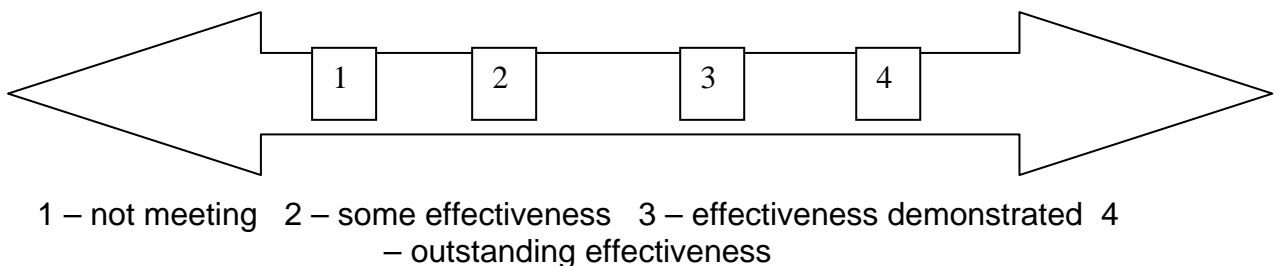 1 2 3 4
1 – not meeting 2 – some effectiveness 3 – effectiveness demonstrated 4
– outstanding effectiveness